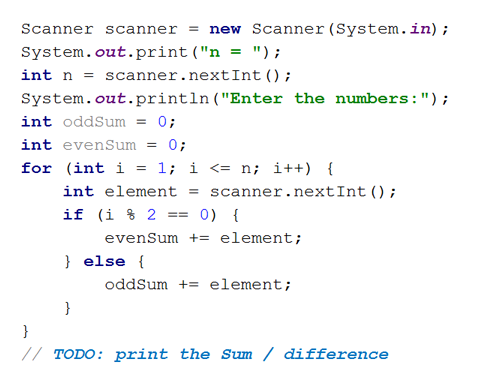 Scanner scanner = new Scanner(System.in);
System.out.print("n = ");
int n = scanner.nextInt();
System.out.println("Enter the numbers:");
int oddSum = 0;
int evenSum = 0;
for (int i = 1; i <= n; i++) {
    int element = scanner.nextInt();
    if (i % 2 == 0) {
        evenSum += element;
    } else {
        oddSum += element;
    }
}
// TODO: print the Sum / difference